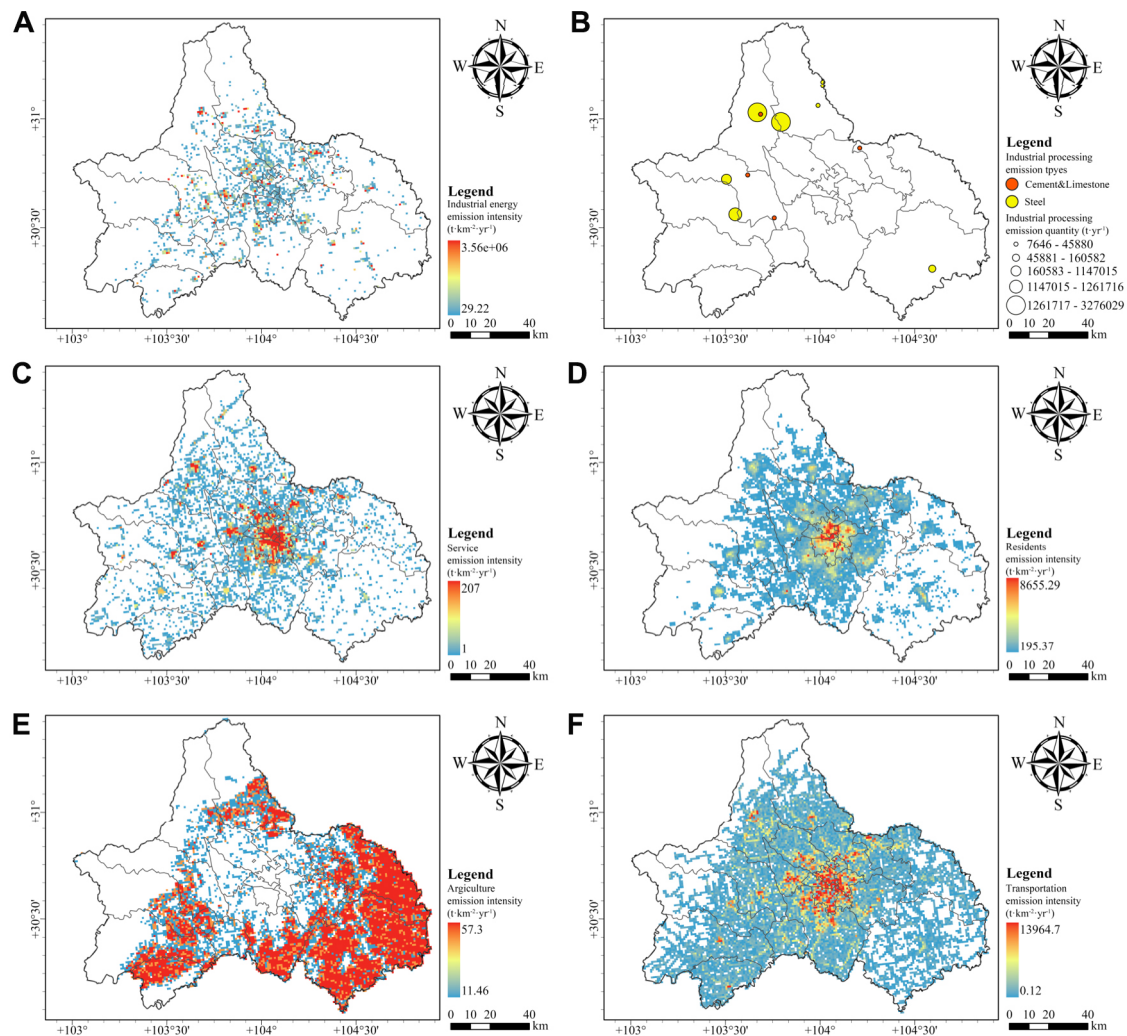 A
N
W
E
S
+31°
+30°30'
Legend
Industrial energy
emission intensity
(t·km⁻²·yr⁻¹)
3.56e+06
29.22
0 10 20 40
km
+103° +103°30' +104° +104°30'
B
N
W
E
S
+31°
+30°30'
Legend
Industrial processing
emission tpyes
Cement&Limestone
Steel
Industrial processing
emission quantity (t·yr⁻¹)
7646 - 45880
45881 - 160582
160583 - 1147015
1147015 - 1261716
1261717 - 3276029
0 10 20 40
km
+103° +103°30' +104° +104°30'
C
N
W
E
S
+31°
+30°30'
Legend
Service
emission intensity
(t·km⁻²·yr⁻¹)
207
1
0 10 20 40
km
+103° +103°30' +104° +104°30'
D
N
W
E
S
+31°
+30°30'
Legend
Residents
emission intensity
(t·km⁻²·yr⁻¹)
8655.29
195.37
0 10 20 40
km
+103° +103°30' +104° +104°30'
E
N
W
E
S
+31°
+30°30'
Legend
Argiculture
emission intensity
(t·km⁻²·yr⁻¹)
57.3
11.46
0 10 20 40
km
+103° +103°30' +104° +104°30'
F
N
W
E
S
+31°
+30°30'
Legend
Transportation
emission intensity
(t·km⁻²·yr⁻¹)
13964.7
0.12
0 10 20 40
km
+103° +103°30' +104° +104°30'